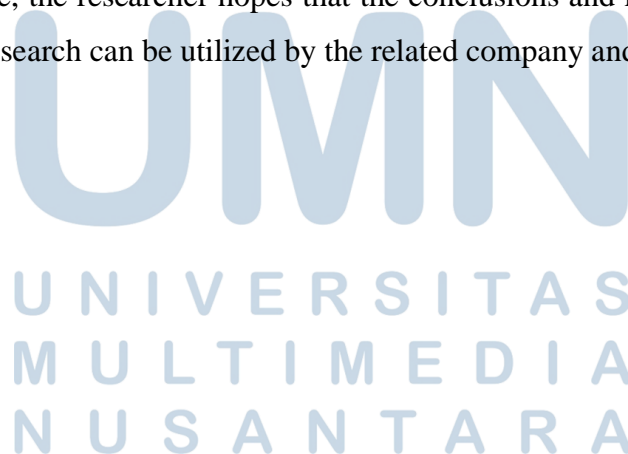 e, the researcher hopes that the conclusions and
search can be utilized by the related company and
UMN
UNIVERSITAS
MULTIMEDIA
NUSANTARA